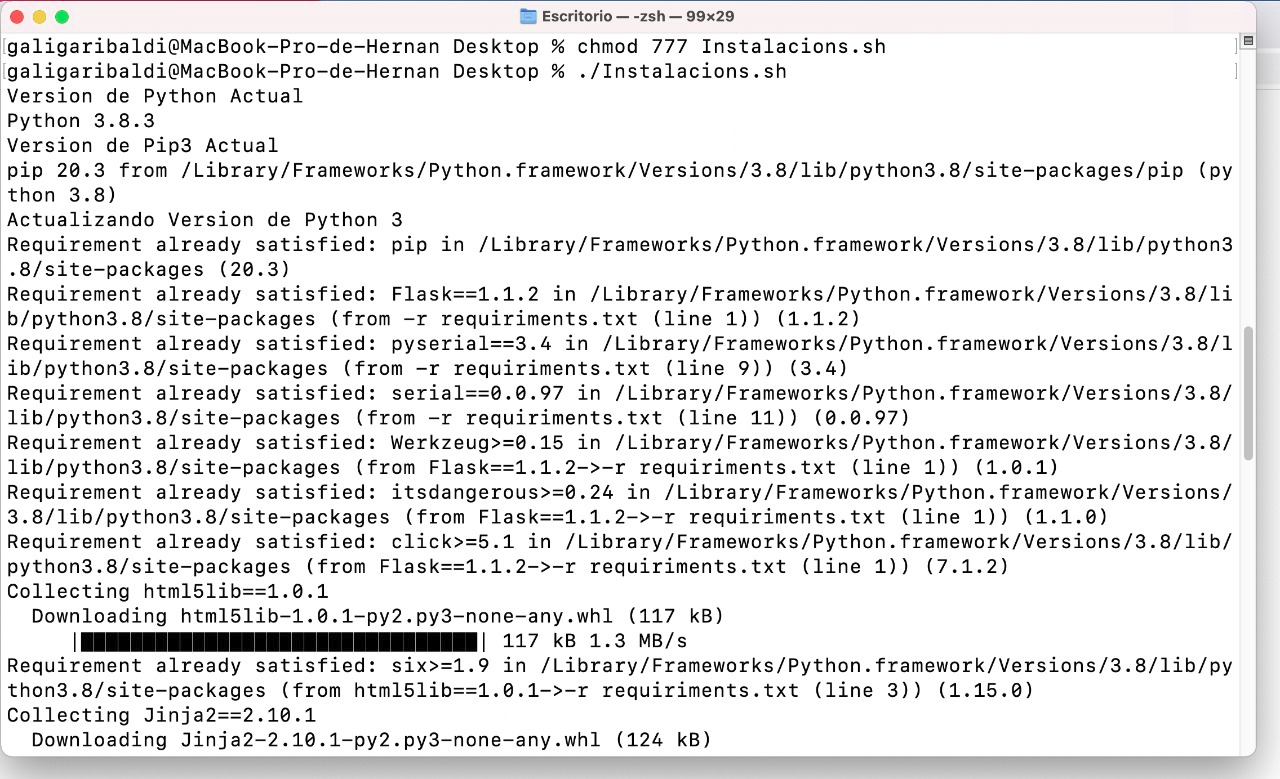 Escritorio — -zsh — 99×29
galigaribaldi@MacBook-Pro-de-Hernan Desktop % chmod 777 Instalacions.sh
galigaribaldi@MacBook-Pro-de-Hernan Desktop % ./Instalacions.sh
Version de Python Actual
Python 3.8.3
Version de Pip3 Actual
pip 20.3 from /Library/Frameworks/Python.framework/Versions/3.8/lib/python3.8/site-packages/pip (py
thon 3.8)
Actualizando Version de Python 3
Requirement already satisfied: pip in /Library/Frameworks/Python.framework/Versions/3.8/lib/python3
.8/site-packages (20.3)
Requirement already satisfied: Flask==1.1.2 in /Library/Frameworks/Python.framework/Versions/3.8/li
b/python3.8/site-packages (from -r requiriments.txt (line 1)) (1.1.2)
Requirement already satisfied: pyserial==3.4 in /Library/Frameworks/Python.framework/Versions/3.8/l
ib/python3.8/site-packages (from -r requiriments.txt (line 9)) (3.4)
Requirement already satisfied: serial==0.0.97 in /Library/Frameworks/Python.framework/Versions/3.8/
lib/python3.8/site-packages (from -r requiriments.txt (line 11)) (0.0.97)
Requirement already satisfied: Werkzeug>=0.15 in /Library/Frameworks/Python.framework/Versions/3.8/
lib/python3.8/site-packages (from Flask==1.1.2->-r requiriments.txt (line 1)) (1.0.1)
Requirement already satisfied: itsdangerous>=0.24 in /Library/Frameworks/Python.framework/Versions/
3.8/lib/python3.8/site-packages (from Flask==1.1.2->-r requiriments.txt (line 1)) (1.1.0)
Requirement already satisfied: click>=5.1 in /Library/Frameworks/Python.framework/Versions/3.8/lib/
python3.8/site-packages (from Flask==1.1.2->-r requiriments.txt (line 1)) (7.1.2)
Collecting html5lib==1.0.1
  Downloading html5lib-1.0.1-py2.py3-none-any.whl (117 kB)
     |████████████████████████████████| 117 kB 1.3 MB/s
Requirement already satisfied: six>=1.9 in /Library/Frameworks/Python.framework/Versions/3.8/lib/py
thon3.8/site-packages (from html5lib==1.0.1->-r requiriments.txt (line 3)) (1.15.0)
Collecting Jinja2==2.10.1
  Downloading Jinja2-2.10.1-py2.py3-none-any.whl (124 kB)